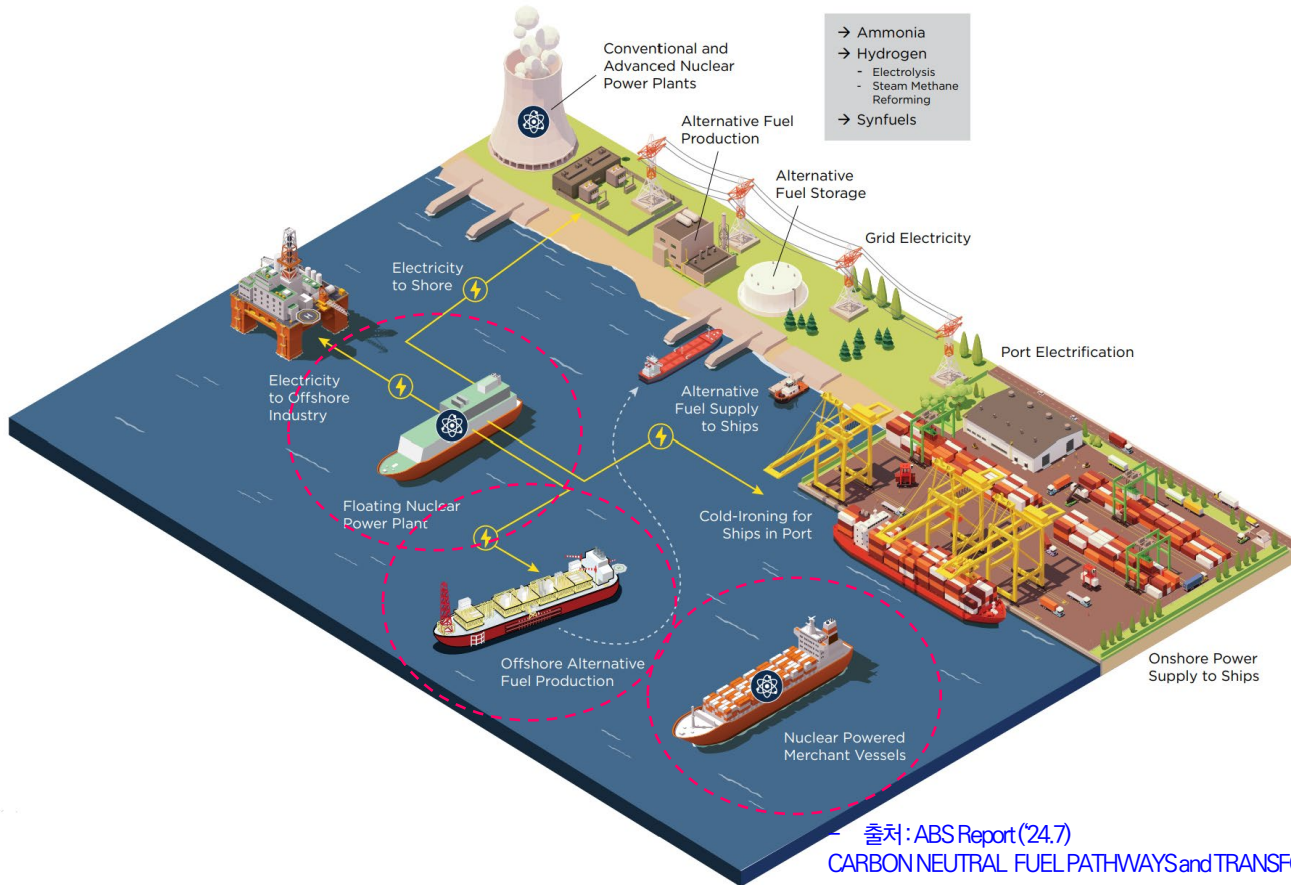 Conventional and
Advanced Nuclear
Power Plants
→ Ammonia
→ Hydrogen
- Electrolysis
- Steam Methane
Reforming
→ Synfuels
Alternative Fuel
Production
Alternative
Fuel Storage
Grid Electricity
Electricity
to Shore
Port Electrification
Electricity
to Offshore
Industry
Alternative
Fuel Supply
to Ships
Floating Nuclear
Power Plant
Cold-Ironing for
Ships in Port
Offshore Alternative
Fuel Production
Onshore Power
Supply to Ships
Nuclear Powered
Merchant Vessels
H
- 출처: ABS Report ('24.7)
CARBON NEUTRAL FUEL PATHWAYS and TRANSFO